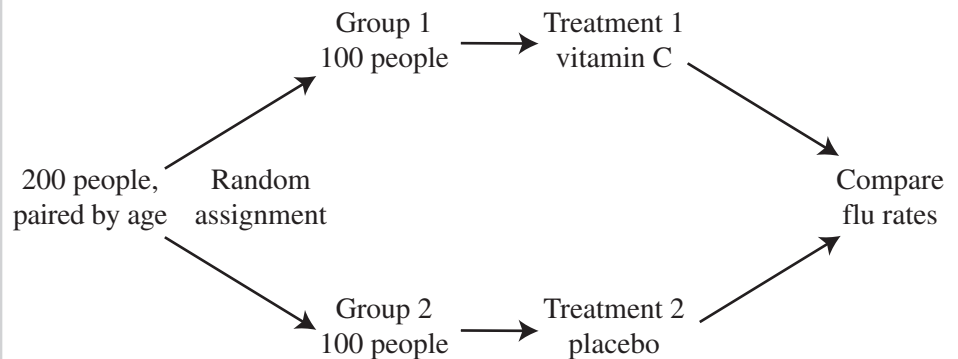 Group 1
100 people
Treatment 1
vitamin C
200 people,
paired by age
Random
assignment
Compare
flu rates
Group 2
100 people
Treatment 2
placebo